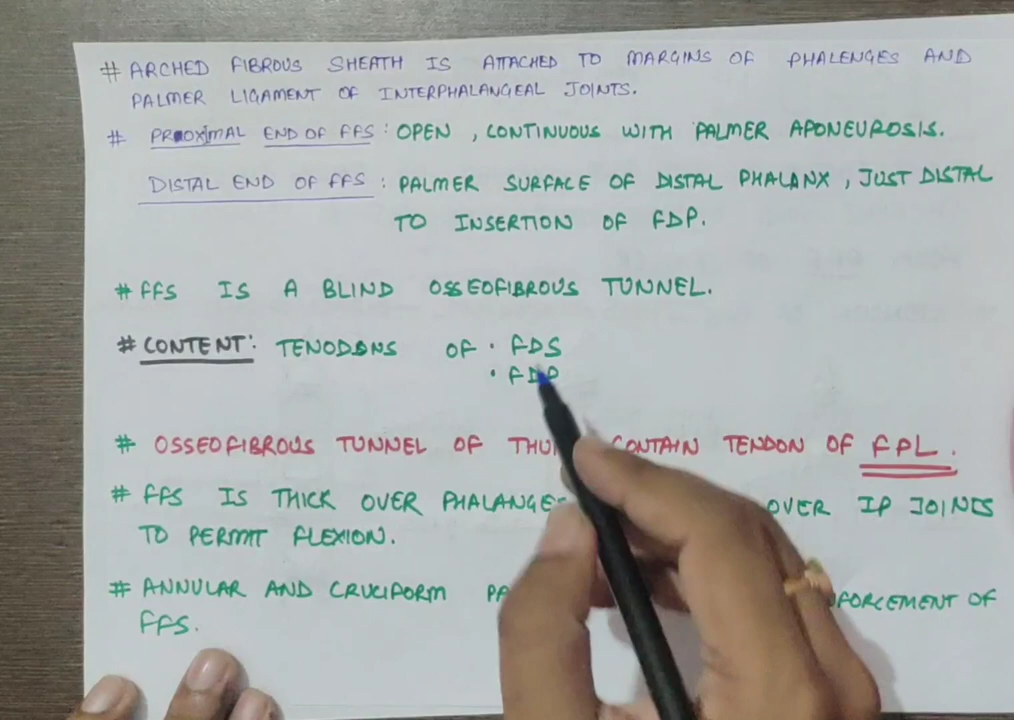 # ARCHED FIBROUS SHEATH IS ATTACHED TO MARGINS OF PHALENGES AND
PALMER LIGAMENT OF INTERPHALANGEAL JOINTS.
# PROXIMAL END OF FFS : OPEN , CONTINUOUS WITH PALMER APONEUROSIS.
DISTAL END OF FFS : PALMER SURFACE OF DISTAL PHALANX , JUST DISTAL
TO INSERTION OF FDP.
# FFS IS A BLIND OSSEOFIBROUS TUNNEL.
# CONTENT: TENODONS OF · FDS
· FDP
# OSSEOFIBROUS TUNNEL OF CONTAIN TENDON OF FPL.
# FFS IS THICK OVER PHALANGES OVER IP JOINTS
TO PERMIT FLEXION.
# ANNULAR AND CRUCIFORM OF
FFS.